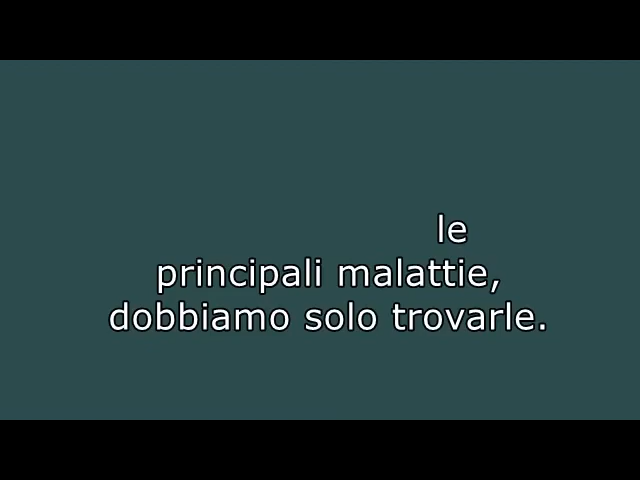 le
principali malattie,
dobbiamo solo trovarle.